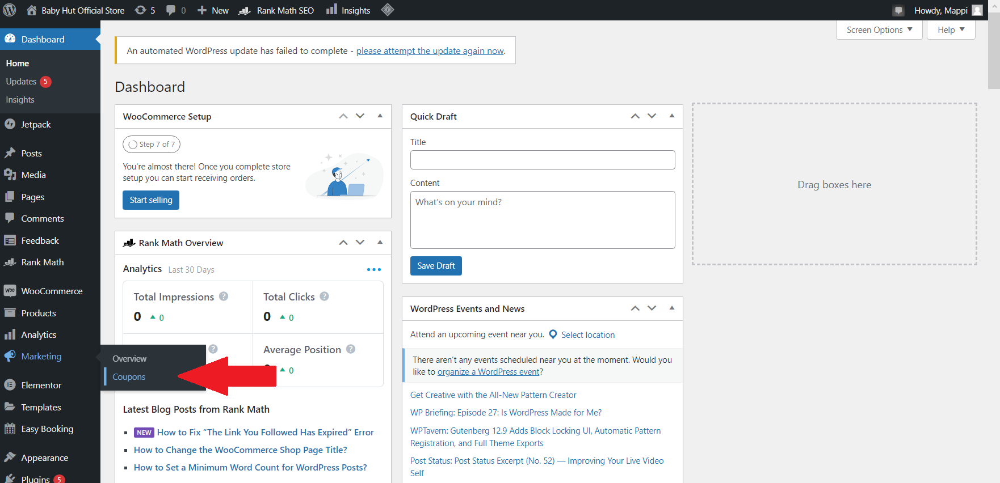 Baby Hut Official Store
5
0
New
Rank Math SEO
Insights
Howdy, Mappi
Screen Options
Help
Dashboard
Home
Updates 5
Insights
Jetpack
Posts
Media
Pages
Comments
Feedback
Rank Math
WOO WooCommerce
Products
Analytics
Marketing
Elementor
Templates
Easy Booking
Appearance
Plugins 5
Overview
Coupons
An automated WordPress update has failed to complete - please attempt the update again now.
Dashboard
WooCommerce Setup
Step 7 of 7
You're almost there! Once you complete store
setup you can start receiving orders.
Start selling
Rank Math Overview
Analytics Last 30 Days
Total Impressions ?
0 0
Total Clicks ?
0 0
?
Average Position ?
0
Latest Blog Posts from Rank Math
NEW How to Fix “The Link You Followed Has Expired” Error
How to Change the WooCommerce Shop Page Title?
How to Set a Minimum Word Count for WordPress Posts?
Quick Draft
Title
Content
What’s on your mind?
Save Draft
WordPress Events and News
Attend an upcoming event near you. Select location
There aren’t any events scheduled near you at the moment. Would you
like to organize a WordPress event?
Get Creative with the All-New Pattern Creator
WP Briefing: Episode 27: Is WordPress Made for Me?
WPTavern: Gutenberg 12.9 Adds Block Locking UI, Automatic Pattern
Registration, and Full Theme Exports
Post Status: Post Status Excerpt (No. 52) — Improving Your Live Video
Self
Drag boxes here